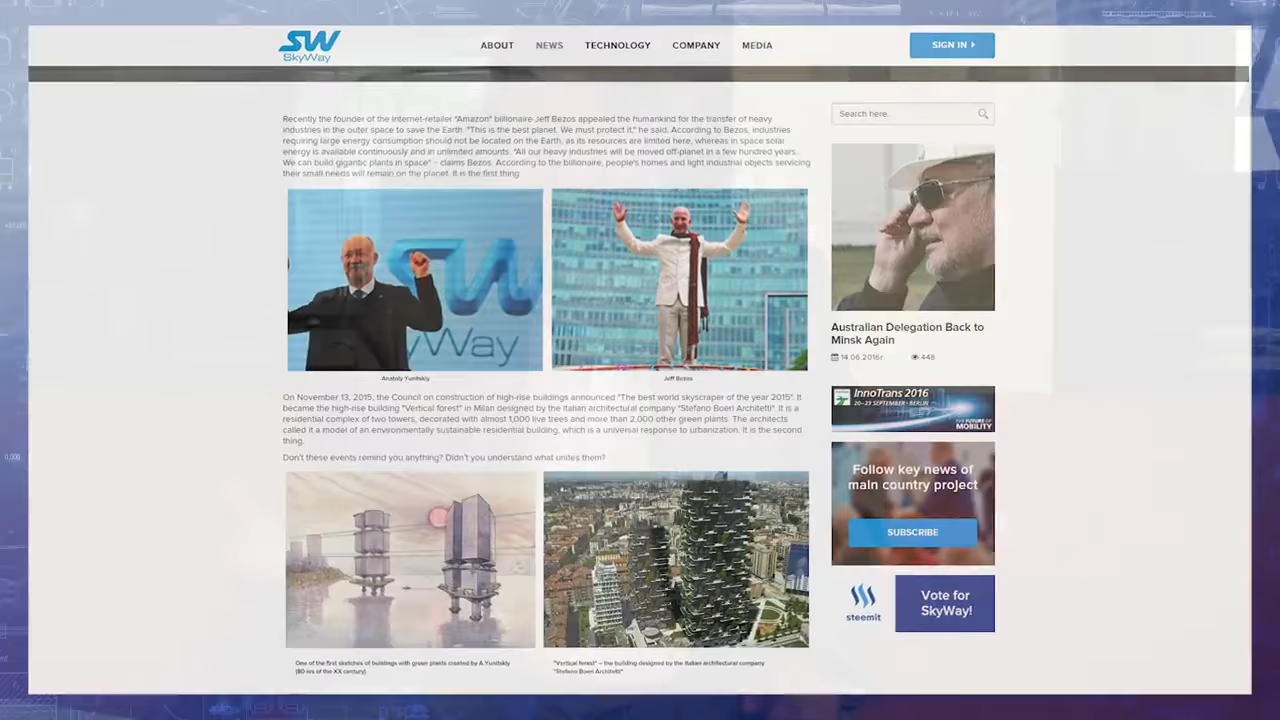 SW
SkyWay
ABOUT NEWS TECHNOLOGY COMPANY MEDIA
SIGN IN
Recently the founder of the internet-retailer "Amazon" billionaire Jeff Bezos appealed the humankind for the transfer of heavy
industries in the outer space to save the Earth. "This is the best planet. We must protect it," he said. According to Bezos, industries
requiring large energy consumption should not be located on the Earth, as its resources are limited here, whereas in space solar
energy is available continuously and in unlimited amounts. "All our heavy industries will be moved off-planet in a few hundred years.
We can build gigantic plants in space" – claims Bezos. According to the billionaire, people's homes and light industrial objects servicing
their small needs will remain on the planet. It is the first thing
SW
yWay
Anatoly Yunitskiy
Jeff Bezos
On November 13, 2015, the Council on construction of high-rise buildings announced "The best world skyscraper of the year 2015". It
became the high-rise building "Vertical forest" in Milan designed by the Italian architectural company "Stefano Boeri Architetti". It is a
residential complex of two towers, decorated with almost 1,000 live trees and more than 2,000 other green plants. The architects
called it a model of an environmentally sustainable residential building, which is a universal response to urbanization. It is the second
thing.
Don't these events remind you anything? Didn't you understand what unites them?
One of the first sketches of buildings with green plants created by A.Yunitskiy
(80-ies of the XX century)
"Vertical forest" – the building designed by the Italian architectural company
"Stefano Boeri Architetti"
Search here..
Australian Delegation Back to
Minsk Again
14.06.2016г. 448
InnoTrans 2016
20–23 SEPTEMBER • BERLIN
THE FUTURE OF
MOBILITY
Follow key news of
main country project
SUBSCRIBE
steemit
Vote for
SkyWay!
0,000